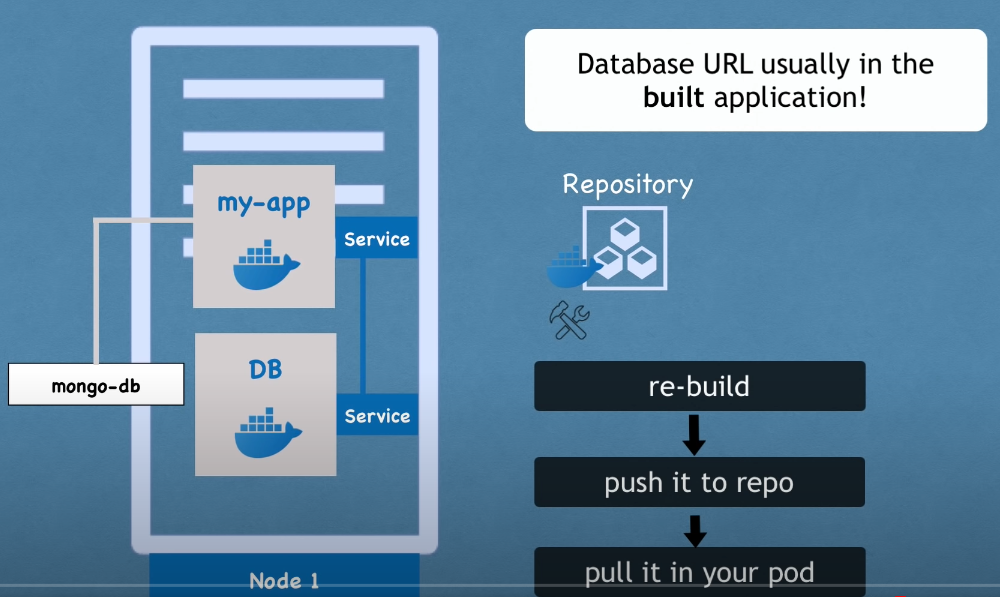 Database URL usually in the
built application!
Repository
my-app
Service
mongo-db
DB
Service
Node 1
re-build
push it to repo
pull it in your pod